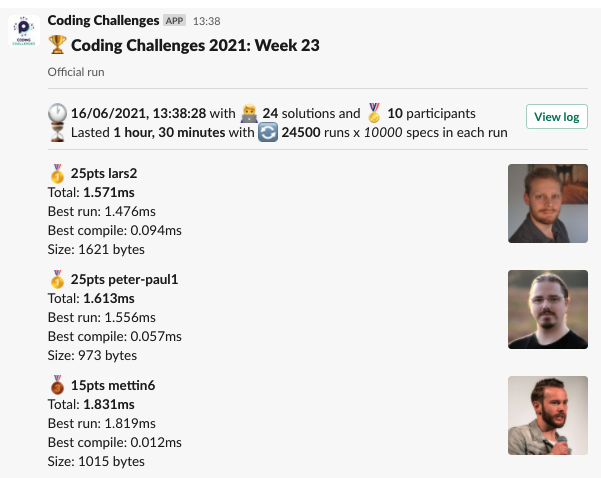 Coding Challenges APP 13:38
Coding Challenges 2021: Week 23
Official run
16/06/2021, 13:38:28 with 24 solutions and 10 participants
Lasted 1 hour, 30 minutes with 24500 runs x 10000 specs in each run
View log
25pts lars2
Total: 1.571ms
Best run: 1.476ms
Best compile: 0.094ms
Size: 1621 bytes
25pts peter-paul1
Total: 1.613ms
Best run: 1.556ms
Best compile: 0.057ms
Size: 973 bytes
15pts mettin6
Total: 1.831ms
Best run: 1.819ms
Best compile: 0.012ms
Size: 1015 bytes